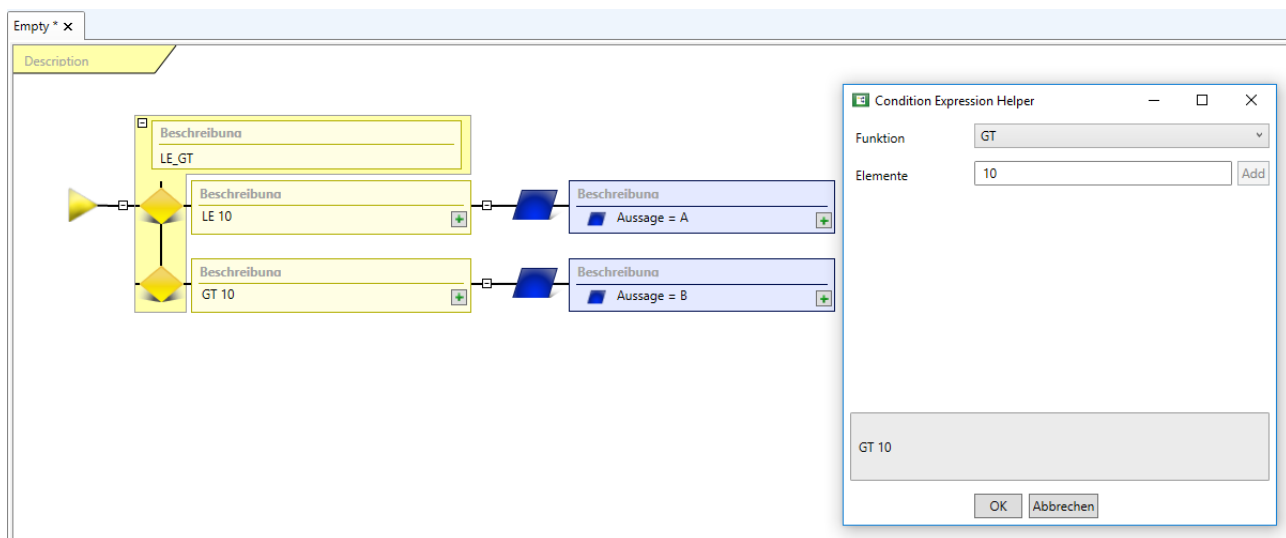 Empty * ×
Description
Condition Expression Helper
Funktion
GT
Elemente
10
Add
Beschreibung
LE_GT
Beschreibung
LE 10
Beschreibung
Aussage = A
Beschreibung
GT 10
Beschreibung
Aussage = B
GT 10
OK
Abbrechen